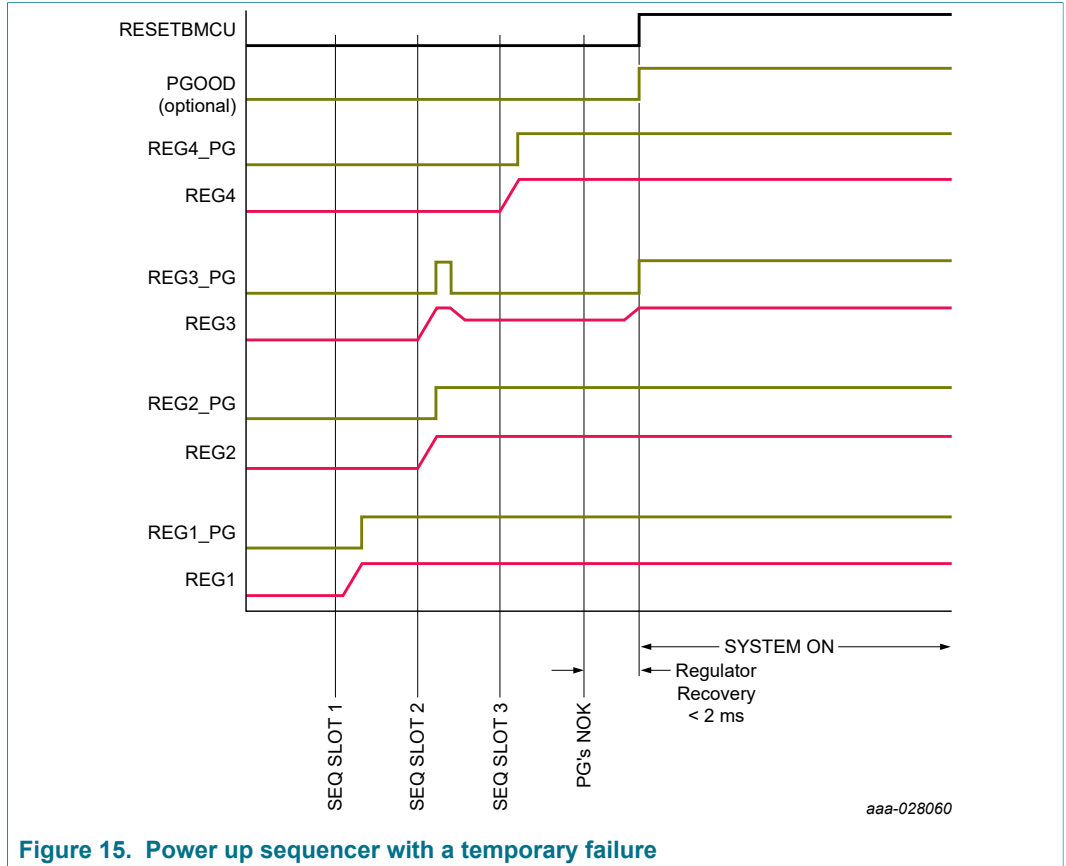 RESETBMCU
PGOOD
(optional)
REG4_PG
REG4
REG3_PG
REG3
REG2_PG
REG2
REG1_PG
REG1
SYSTEM ON
Regulator
Recovery
< 2 ms
SEQ SLOT 1
SEQ SLOT 2
SEQ SLOT 3
PG's NOK
aaa-028060
Figure 15. Power up sequencer with a temporary failure